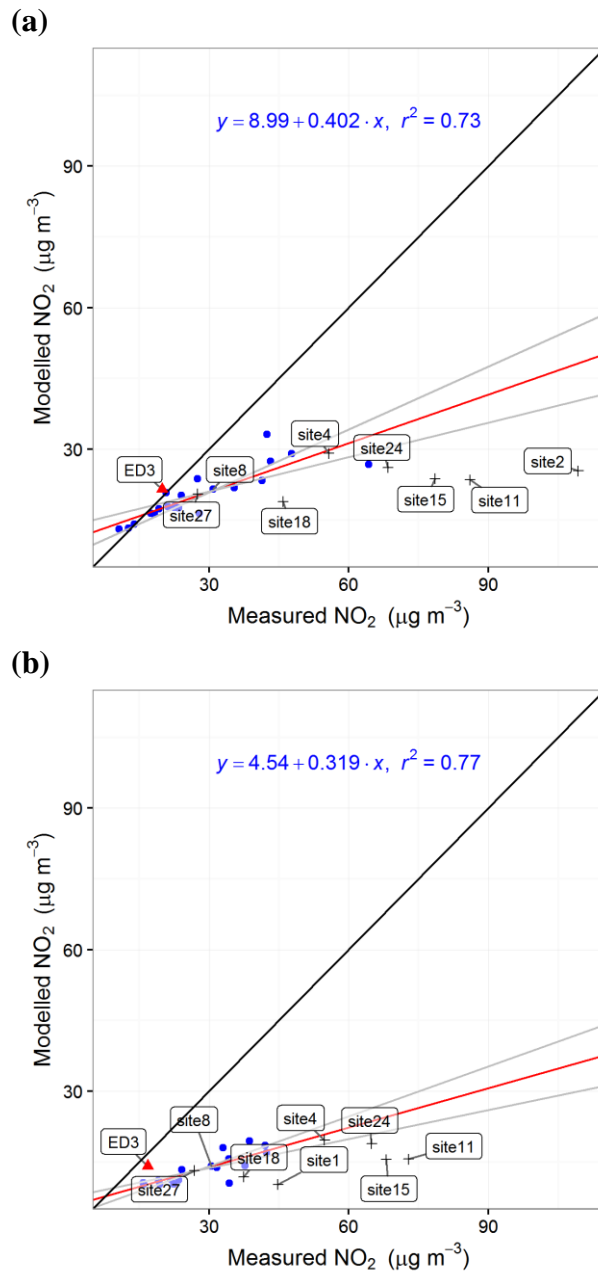 (a)
y = 8.99 + 0.402 · x, r² = 0.73
90
60
30
Modelled NO₂ (μg m⁻³)
ED3
site8
site4
site24
site2
site27
site18
site15
site11
30
60
90
Measured NO₂ (μg m⁻³)
(b)
y = 4.54 + 0.319 · x, r² = 0.77
90
60
30
Modelled NO₂ (μg m⁻³)
site8
site4
site24
ED3
site18
site1
site11
site27
site15
30
60
90
Measured NO₂ (μg m⁻³)